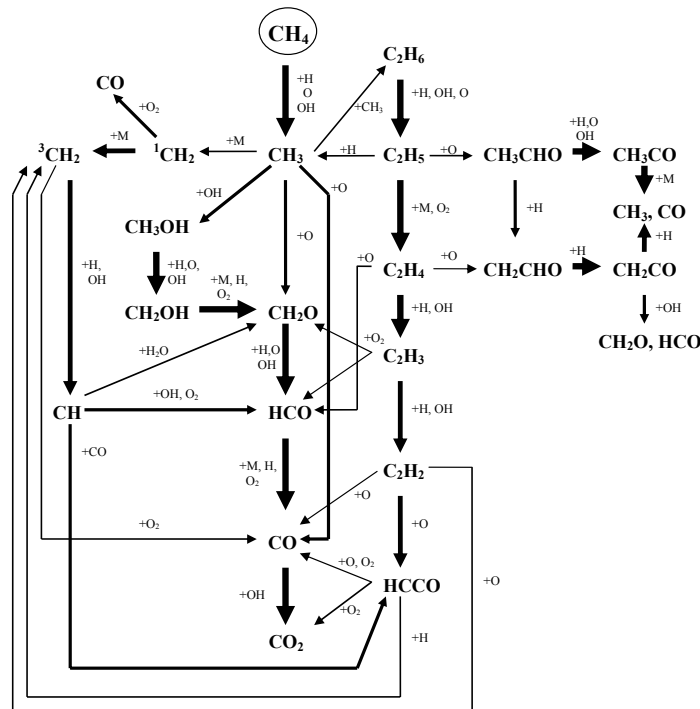 CH₄
C₂H₆
CO
+H
O
OH
+CH₃
+H, OH, O
+O₂
+H,O
OH
³CH₂
+M
¹CH₂
+M
CH₃
+H
C₂H₅
+O
CH₃CHO
CH₃CO
+OH
+O
+M
CH₃OH
+M, O₂
+H
CH₃, CO
+O
+H
+H,
OH
+H,O,
OH
+M, H,
O₂
+O
C₂H₄
+O
CH₂CHO
+H
CH₂CO
CH₂OH
CH₂O
+H, OH
+OH
+H₂O
+H,O
OH
+O₂
C₂H₃
CH₂O, HCO
CH
+OH, O₂
HCO
+H, OH
+CO
+M, H,
O₂
C₂H₂
+O
+O₂
CO
+O
+O, O₂
HCCO
+O
+OH
+O₂
CO₂
+H